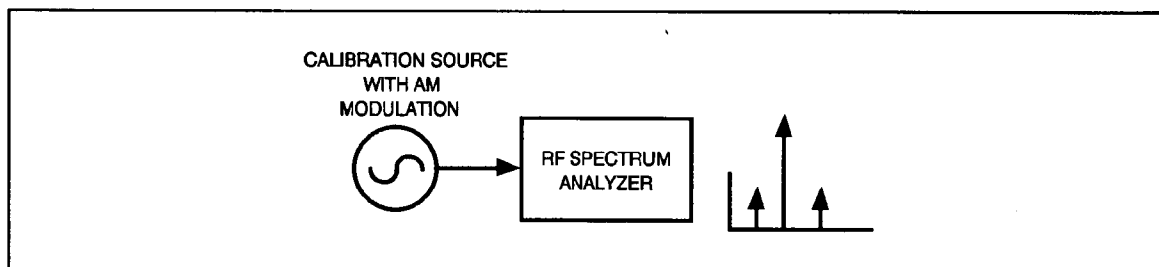 CALIBRATION SOURCE
WITH AM
MODULATION
RF SPECTRUM
ANALYZER